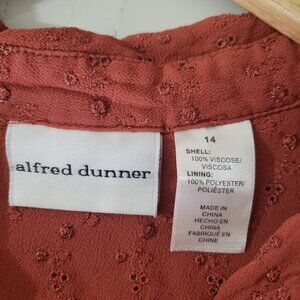 alfred dunner
14
SHELL:
100% VISCOSE/
VISCOSA
LINING:
100% POLYESTER/
POLIÉSTER
MADE IN
CHINA
HECHO EN
CHINA
FABRIQUÉ EN
CHINE